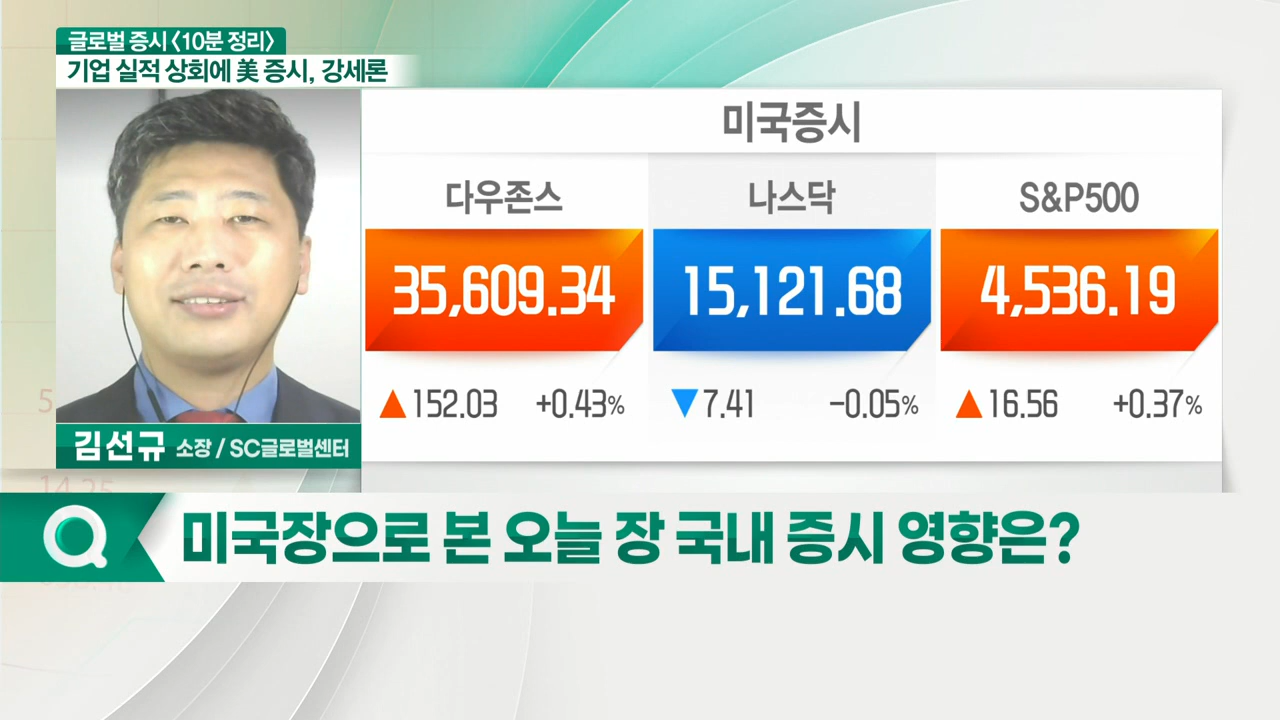 글로벌 증시 <10분 정리>
기업 실적 상회에 美 증시, 강세론
미국증시
다우존스 나스닥 S&P500
35,609.34 15,121.68 4,536.19
▲152.03 +0.43% ▼7.41 -0.05% ▲16.56 +0.37%
김선규 소장 / SC글로벌센터
14.25
Q 미국장으로 본 오늘 장 국내 증시 영향은?